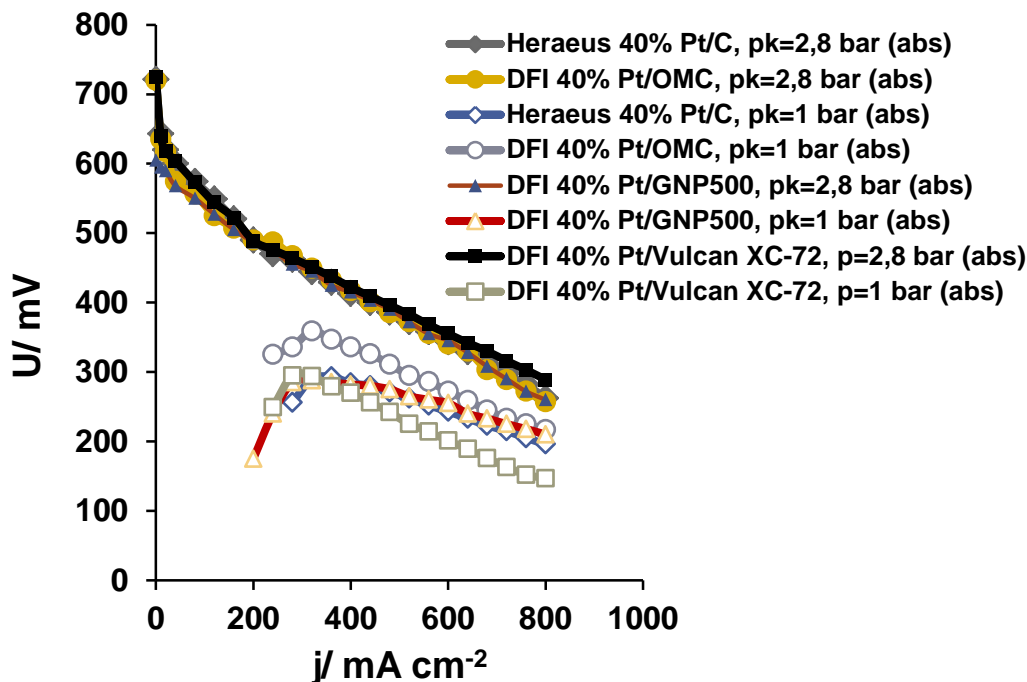 800
700
600
500
400
300
200
100
0
U/ mV
0 200 400 600 800 1000
j/ mA cm⁻²
Heraeus 40% Pt/C, pk=2,8 bar (abs)
DFI 40% Pt/OMC, pk=2,8 bar (abs)
Heraeus 40% Pt/C, pk=1 bar (abs)
DFI 40% Pt/OMC, pk=1 bar (abs)
DFI 40% Pt/GNP500, pk=2,8 bar (abs)
DFI 40% Pt/GNP500, pk=1 bar (abs)
DFI 40% Pt/Vulcan XC-72, p=2,8 bar (abs)
DFI 40% Pt/Vulcan XC-72, p=1 bar (abs)